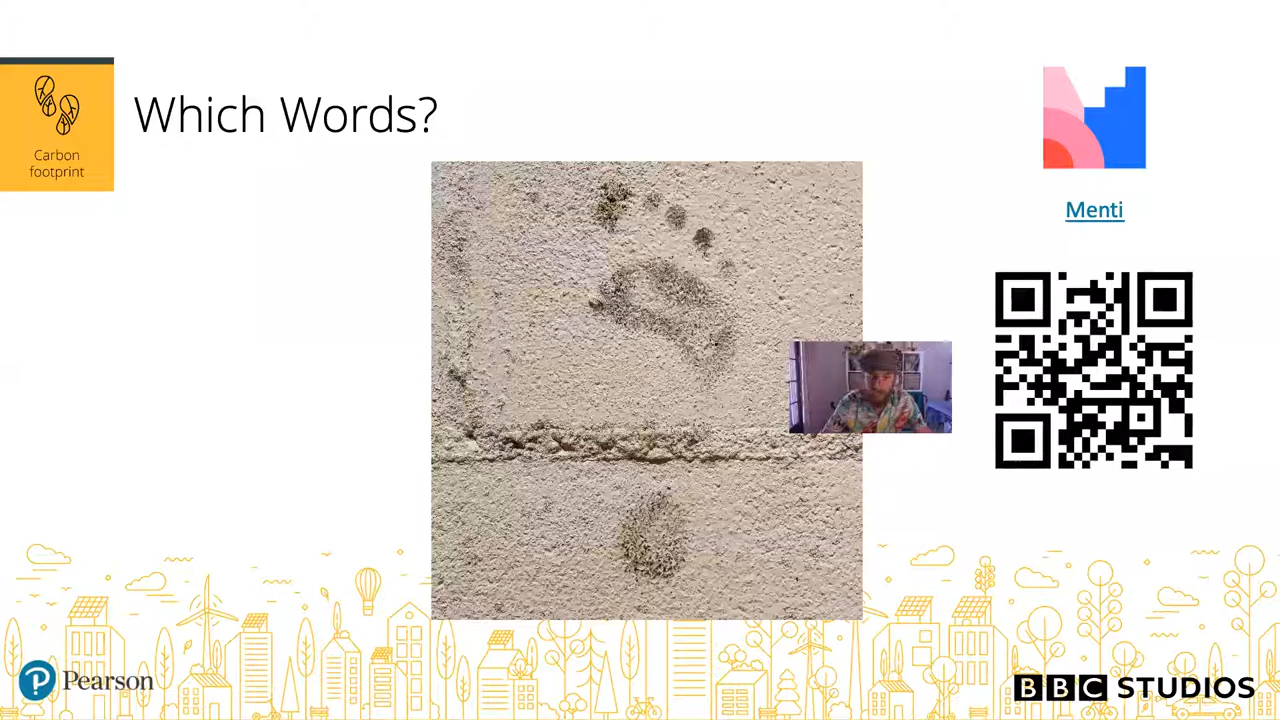 Carbon
footprint
Which Words?
Menti
Pearson
BBC STUDIOS